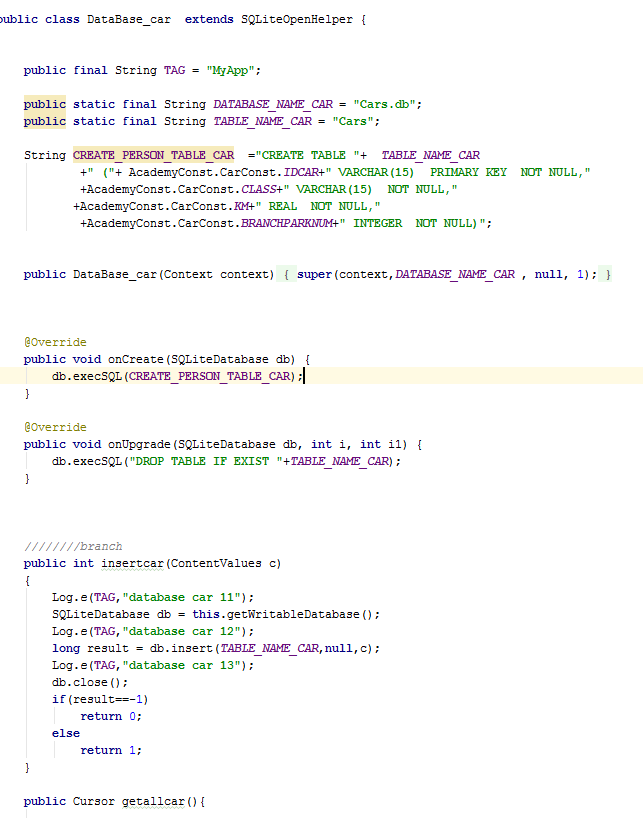 public class DataBase_car  extends SQLiteOpenHelper {
public final String TAG = "MyApp";
public static final String DATABASE_NAME_CAR = "Cars.db";
public static final String TABLE_NAME_CAR = "Cars";
String CREATE_PERSON_TABLE_CAR  ="CREATE TABLE "+  TABLE_NAME_CAR
+" ("+ AcademyConst.CarConst.IDCAR+" VARCHAR(15)  PRIMARY KEY  NOT NULL,"
+AcademyConst.CarConst.CLASS+" VARCHAR(15)  NOT NULL,"
+AcademyConst.CarConst.KM+" REAL  NOT NULL,"
+AcademyConst.CarConst.BRANCHPARKNUM+" INTEGER  NOT NULL)";
public DataBase_car(Context context) { super(context,DATABASE_NAME_CAR , null, 1); }
@Override
public void onCreate(SQLiteDatabase db) {
db.execSQL(CREATE_PERSON_TABLE_CAR);
}
@Override
public void onUpgrade(SQLiteDatabase db, int i, int i1) {
db.execSQL("DROP TABLE IF EXIST "+TABLE_NAME_CAR);
}
////////branch
public int insertcar(ContentValues c)
{
Log.e(TAG,"database car 11");
SQLiteDatabase db = this.getWritableDatabase();
Log.e(TAG,"database car 12");
long result = db.insert(TABLE_NAME_CAR,null,c);
Log.e(TAG,"database car 13");
db.close();
if(result==-1)
return 0;
else
return 1;
}
public Cursor getallcar(){